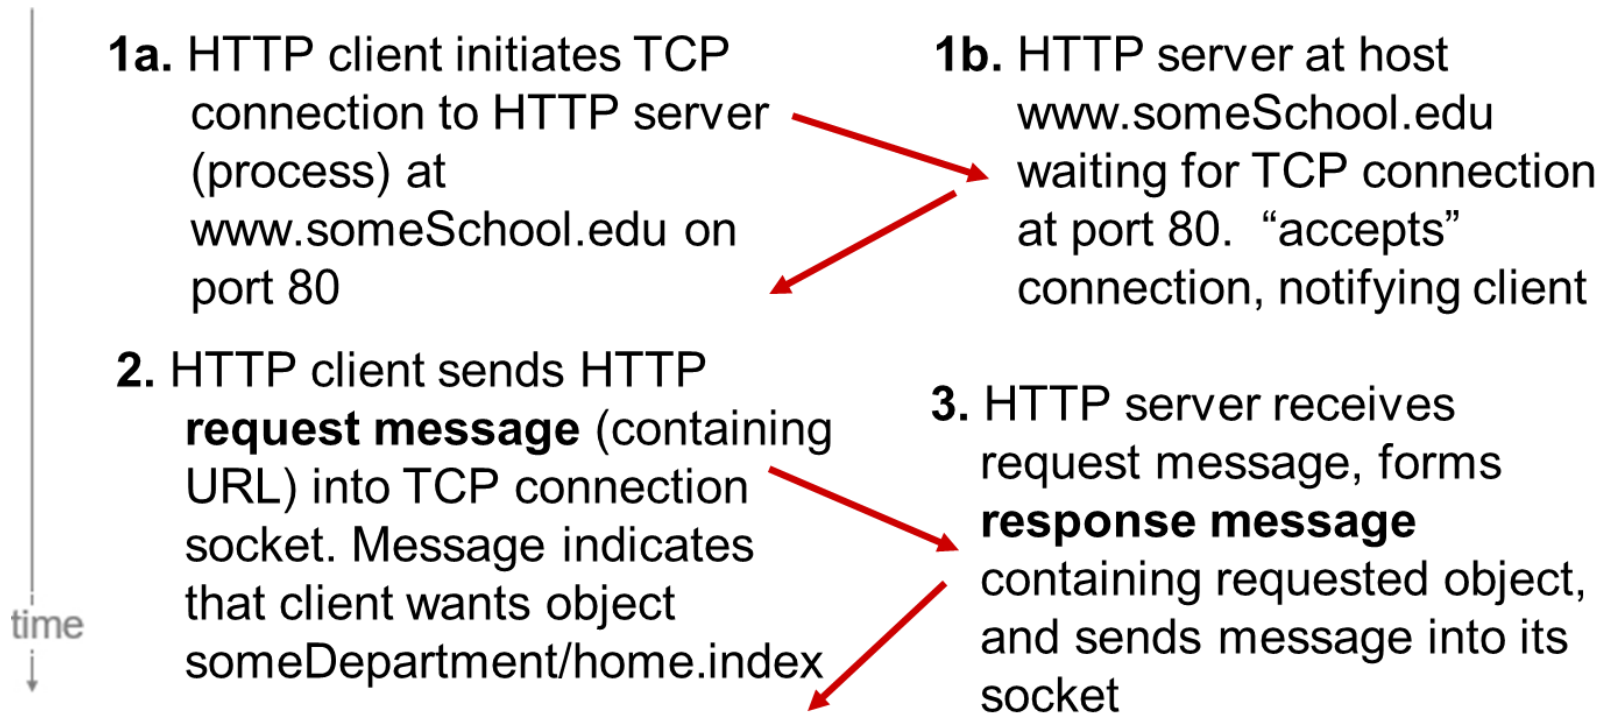 1a. HTTP client initiates TCP
connection to HTTP server
(process) at
www.someSchool.edu on
port 80
1b. HTTP server at host
www.someSchool.edu
waiting for TCP connection
at port 80. “accepts”
connection, notifying client
2. HTTP client sends HTTP
request message (containing
URL) into TCP connection
socket. Message indicates
that client wants object
someDepartment/home.index
3. HTTP server receives
request message, forms
response message
containing requested object,
and sends message into its
socket
time